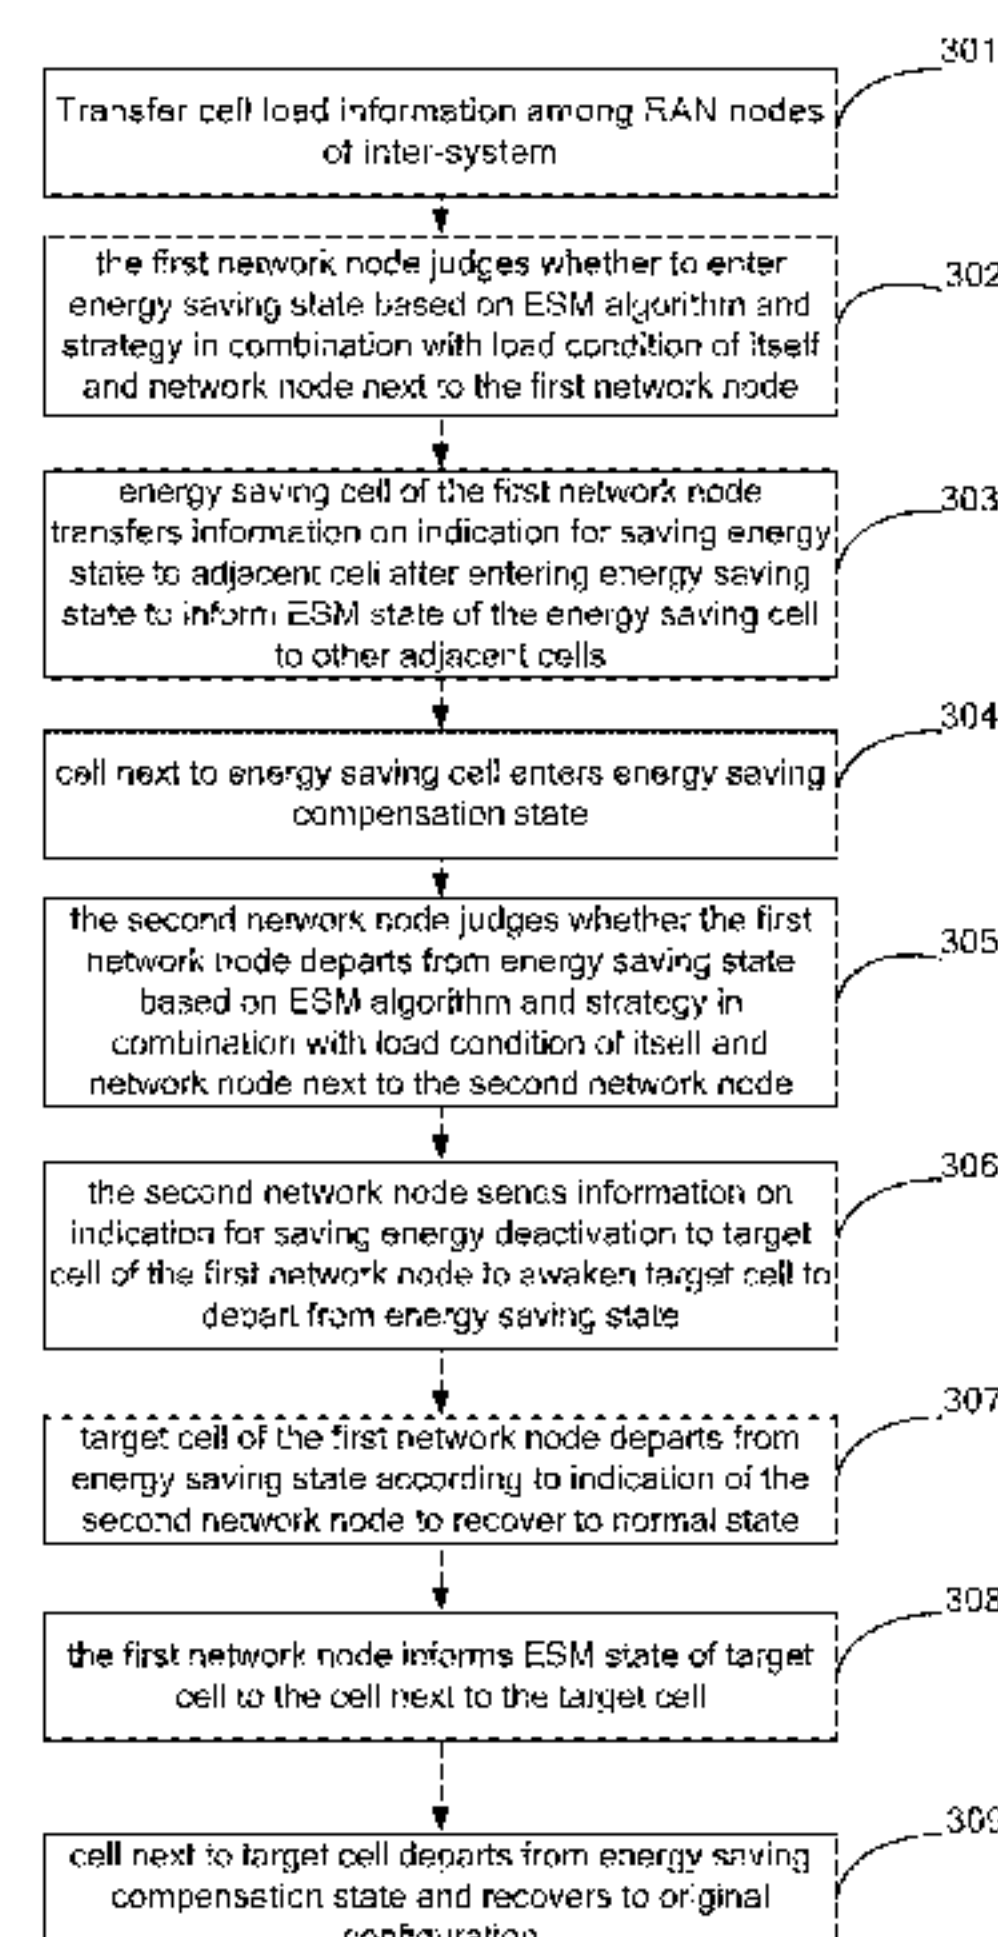 301
Transfer cell load information among RAN nodes
of inter-system
302
the first network node judges whether to enter
energy saving state based on ESM algorithm and
strategy in combination with load condition of itself
and network node next to the first network node
303
energy saving cell of the first network node
transfers information on indication for saving energy
state to adjacent cell after entering energy saving
state to inform ESM state of the energy saving cell
to other adjacent cells
304
cell next to energy saving cell enters energy saving
compensation state
305
the second network node judges whether the first
network node departs from energy saving state
based on ESM algorithm and strategy in
combination with load condition of itself and
network node next to the second network node
306
the second network node sends information on
indication for saving energy deactivation to target
cell of the first network node to awaken target cell to
depart from energy saving state
307
target cell of the first network node departs from
energy saving state according to indication of the
second network node to recover to normal state
308
the first network node informs ESM state of target
cell to the cell next to the target cell
309
cell next to target cell departs from energy saving
compensation state and recovers to original
configuration